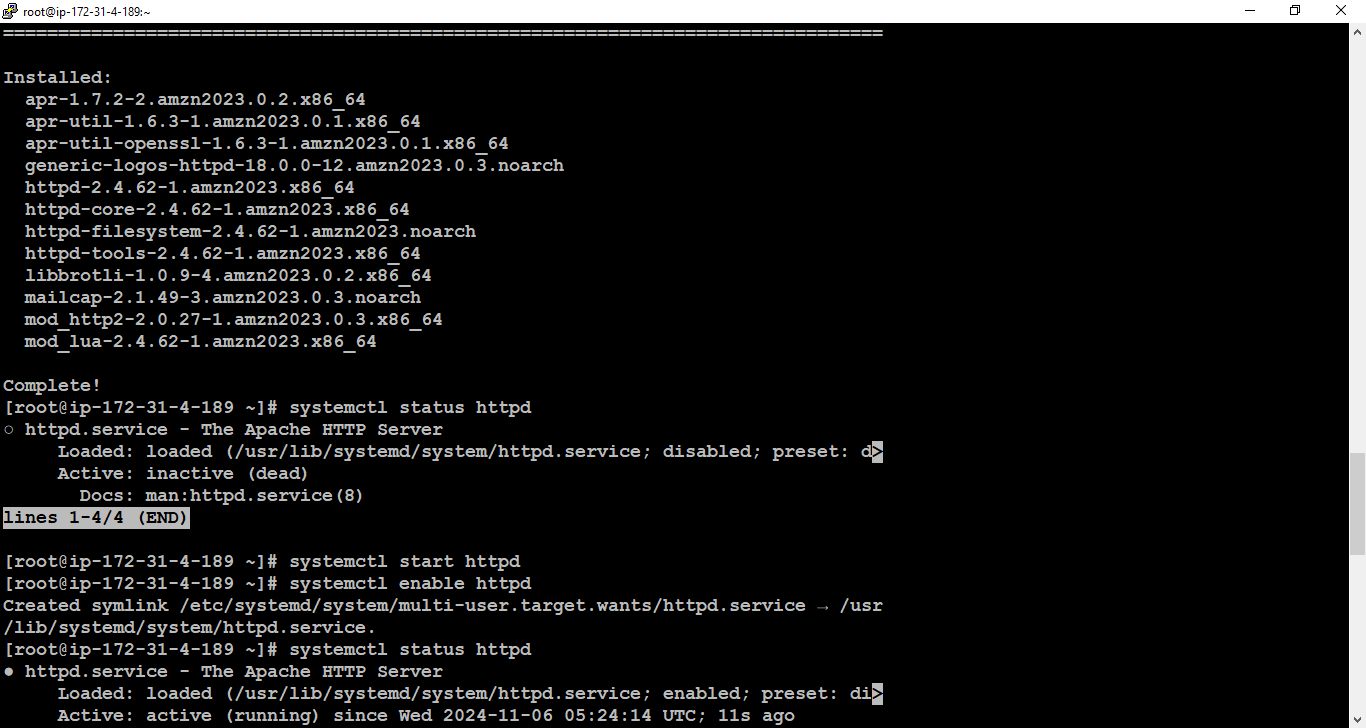 root@ip-172-31-4-189:~
================================================================================
Installed:
apr-1.7.2-2.amzn2023.0.2.x86_64
apr-util-1.6.3-1.amzn2023.0.1.x86_64
apr-util-openssl-1.6.3-1.amzn2023.0.1.x86_64
generic-logos-httpd-18.0.0-12.amzn2023.0.3.noarch
httpd-2.4.62-1.amzn2023.x86_64
httpd-core-2.4.62-1.amzn2023.x86_64
httpd-filesystem-2.4.62-1.amzn2023.noarch
httpd-tools-2.4.62-1.amzn2023.x86_64
libbrotli-1.0.9-4.amzn2023.0.2.x86_64
mailcap-2.1.49-3.amzn2023.0.3.noarch
mod_http2-2.0.27-1.amzn2023.0.3.x86_64
mod_lua-2.4.62-1.amzn2023.x86_64
Complete!
[root@ip-172-31-4-189 ~]# systemctl status httpd
○ httpd.service - The Apache HTTP Server
Loaded: loaded (/usr/lib/systemd/system/httpd.service; disabled; preset: d>
Active: inactive (dead)
Docs: man:httpd.service(8)
lines 1-4/4 (END)
[root@ip-172-31-4-189 ~]# systemctl start httpd
[root@ip-172-31-4-189 ~]# systemctl enable httpd
Created symlink /etc/systemd/system/multi-user.target.wants/httpd.service → /usr
/lib/systemd/system/httpd.service.
[root@ip-172-31-4-189 ~]# systemctl status httpd
● httpd.service - The Apache HTTP Server
Loaded: loaded (/usr/lib/systemd/system/httpd.service; enabled; preset: di>
Active: active (running) since Wed 2024-11-06 05:24:14 UTC; 11s ago